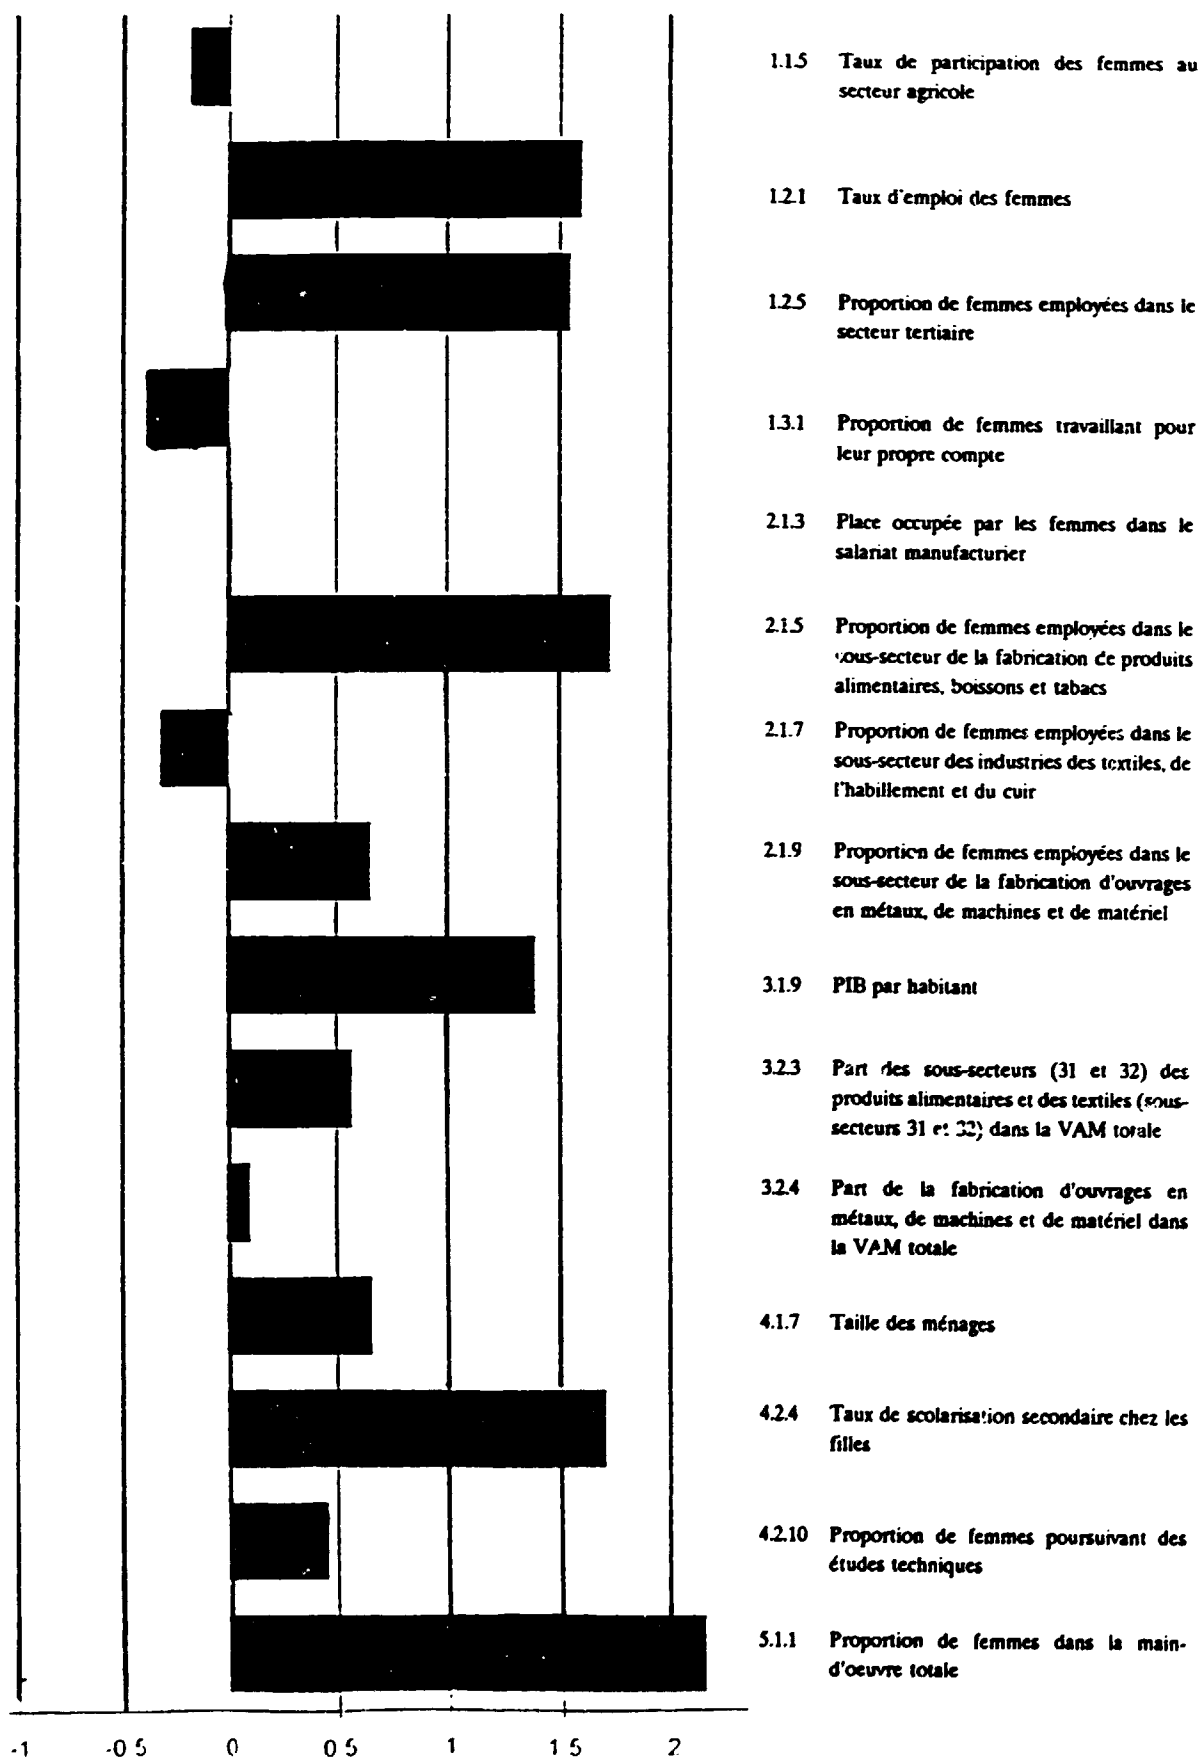 1.1.5 Taux de participation des femmes au
secteur agricole
1.2.1 Taux d'emploi des femmes
1.2.5 Proportion de femmes employées dans le
secteur tertiaire
1.3.1 Proportion de femmes travaillant pour
leur propre compte
2.1.3 Place occupée par les femmes dans le
salariat manufacturier
2.1.5 Proportion de femmes employées dans le
sous-secteur de la fabrication de produits
alimentaires, boissons et tabacs
2.1.7 Proportion de femmes employées dans le
sous-secteur des industries des textiles, de
l'habillement et du cuir
2.1.9 Proportion de femmes employées dans le
sous-secteur de la fabrication d'ouvrages
en métaux, de machines et de matériel
3.1.9 PIB par habitant
3.2.3 Part des sous-secteurs (31 et 32) des
produits alimentaires et des textiles (sous-
secteurs 31 et 32) dans la VAM totale
3.2.4 Part de la fabrication d'ouvrages en
métaux, de machines et de matériel dans
la VAM totale
4.1.7 Taille des ménages
4.2.4 Taux de scolarisation secondaire chez les
filles
4.2.10 Proportion de femmes poursuivant des
études techniques
5.1.1 Proportion de femmes dans la main-
d'oeuvre totale
-1 -0 5 0 0 5 1 1 5 2